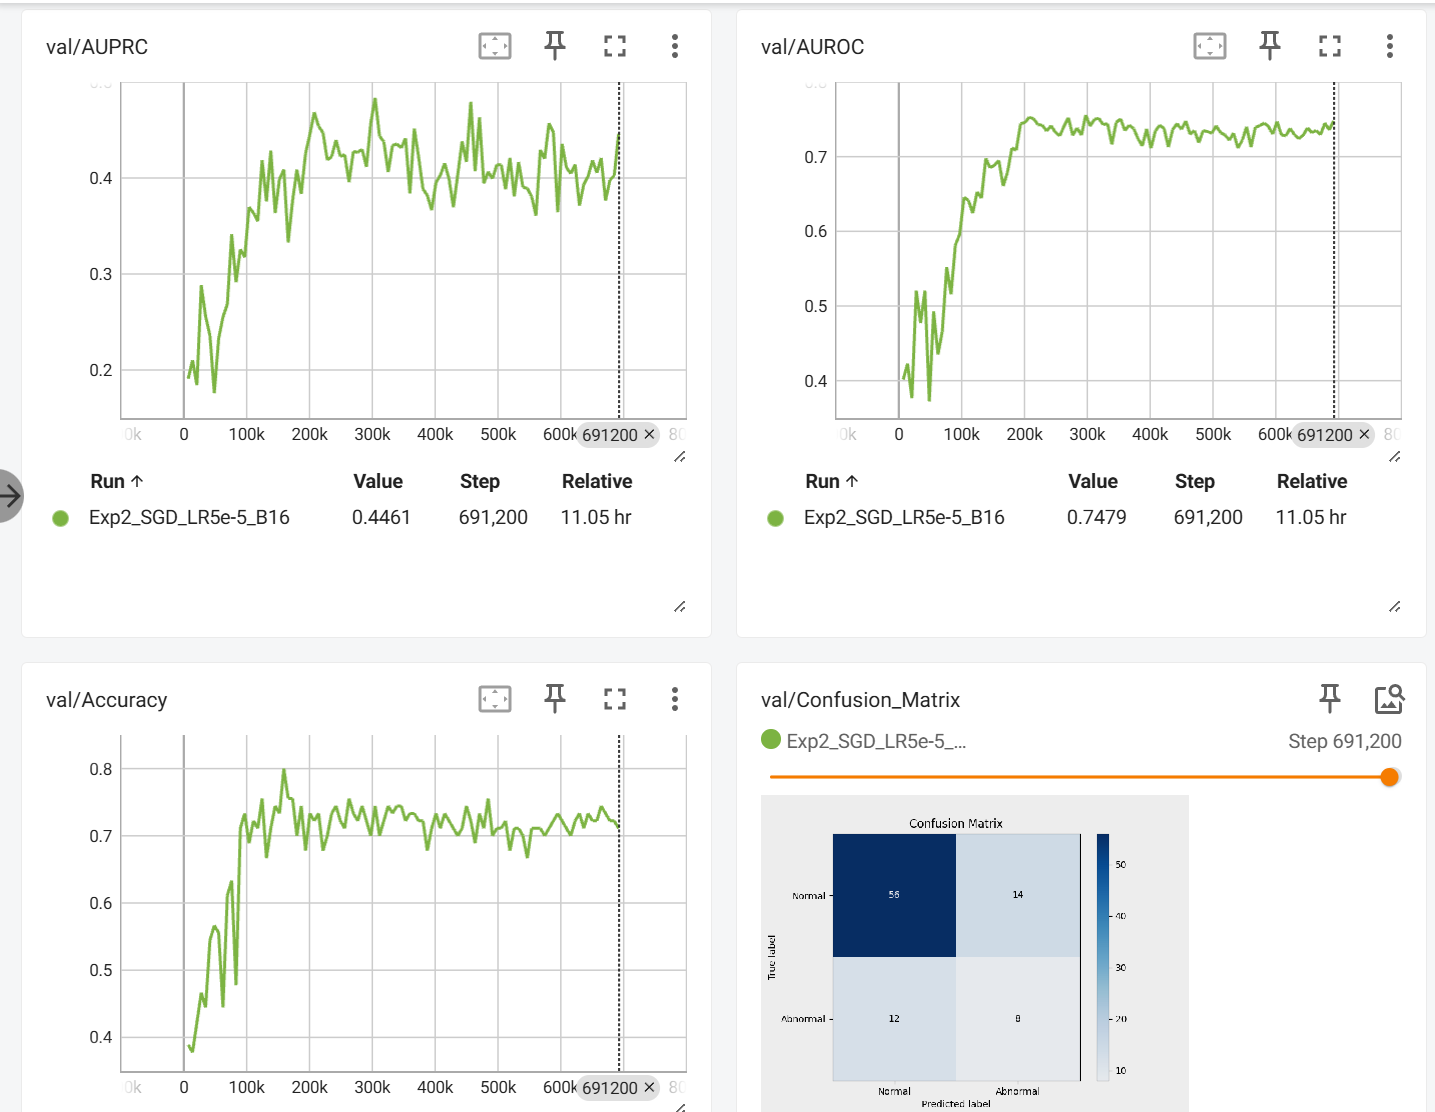 val/AUPRC
0.4
0.3
0.2
0k 0 100k 200k 300k 400k 500k 600k 691200 × 80
Run ↑ Value Step Relative
Exp2_SGD_LR5e-5_B16 0.4461 691,200 11.05 hr
val/AUROC
0.7
0.6
0.5
0.4
0k 0 100k 200k 300k 400k 500k 600k 691200 × 80
Run ↑ Value Step Relative
Exp2_SGD_LR5e-5_B16 0.7479 691,200 11.05 hr
val/Accuracy
0.8
0.7
0.6
0.5
0.4
0k 0 100k 200k 300k 400k 500k 600k 691200 × 80
val/Confusion_Matrix
Exp2_SGD_LR5e-5_... Step 691,200
Confusion Matrix
50
Normal 56 14
40
True label
30
Abnormal 12 8 20
10
Normal Abnormal
Predicted label